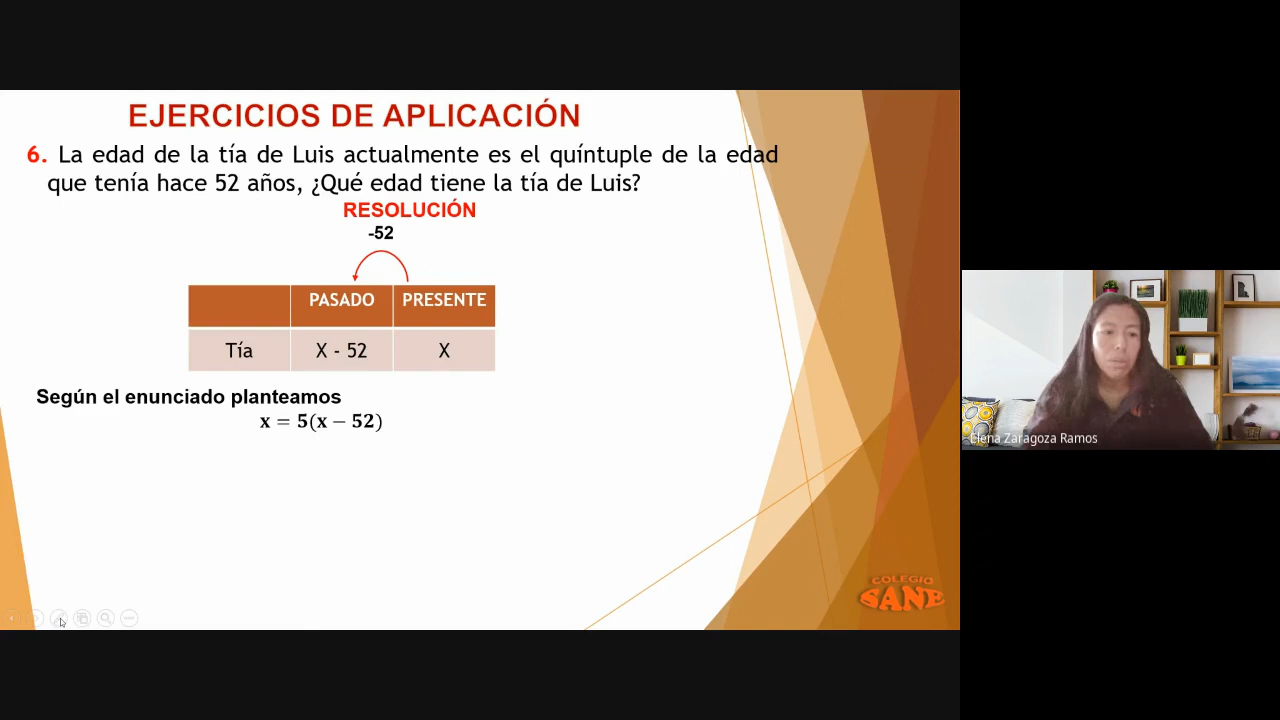 EJERCICIOS DE APLICACIÓN
6. La edad de la tía de Luis actualmente es el quíntuple de la edad
que tenía hace 52 años, ¿Qué edad tiene la tía de Luis?
RESOLUCIÓN
-52
PASADO PRESENTE
Tía X - 52 X
Según el enunciado planteamos
x = 5(x − 52)
COLEGIO
SANE
Elena Zaragoza Ramos